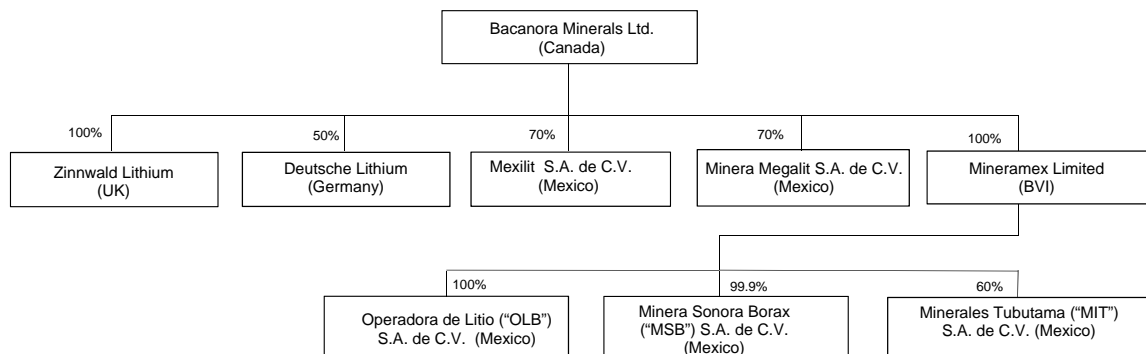 Bacanora Minerals Ltd.
(Canada)
100%
50%
70%
70%
100%
Zinnwald Lithium
(UK)
Deutsche Lithium
(Germany)
Mexilit S.A. de C.V.
(Mexico)
Minera Megalit S.A. de C.V.
(Mexico)
Mineramex Limited
(BVI)
100%
99.9%
60%
Operadora de Litio (“OLB”)
S.A. de C.V. (Mexico)
Minera Sonora Borax
(“MSB”) S.A. de C.V.
(Mexico)
Minerales Tubutama (“MIT”)
S.A. de C.V. (Mexico)